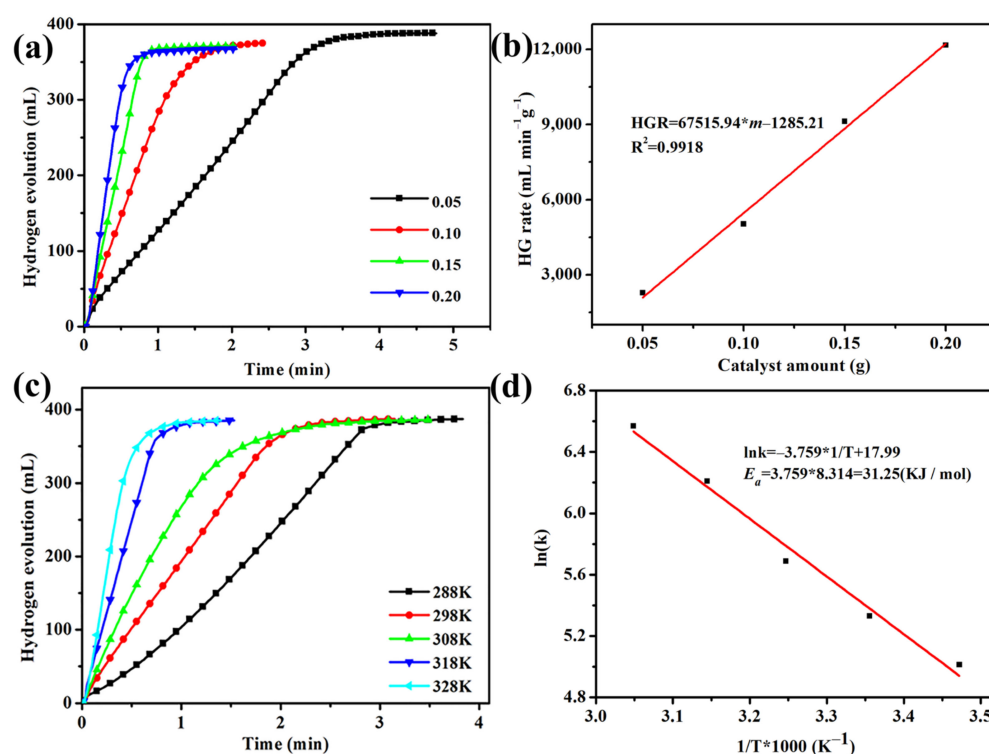 (a)
400
300
200
100
0
Hydrogen evolution (mL)
0.05
0.10
0.15
0.20
0 1 2 3 4 5
Time (min)
(b)
12,000
9,000
6,000
3,000
HG rate (mL min⁻¹g⁻¹)
HGR=67515.94*m–1285.21
R²=0.9918
0.05 0.10 0.15 0.20
Catalyst amount (g)
(c)
400
300
200
100
0
Hydrogen evolution (mL)
288K
298K
308K
318K
328K
0 1 2 3 4
Time (min)
(d)
6.8
6.4
6.0
5.6
5.2
4.8
ln(k)
lnk=–3.759*1/T+17.99
Eₐ=3.759*8.314=31.25(KJ / mol)
3.0 3.1 3.2 3.3 3.4 3.5
1/T*1000 (K⁻¹)